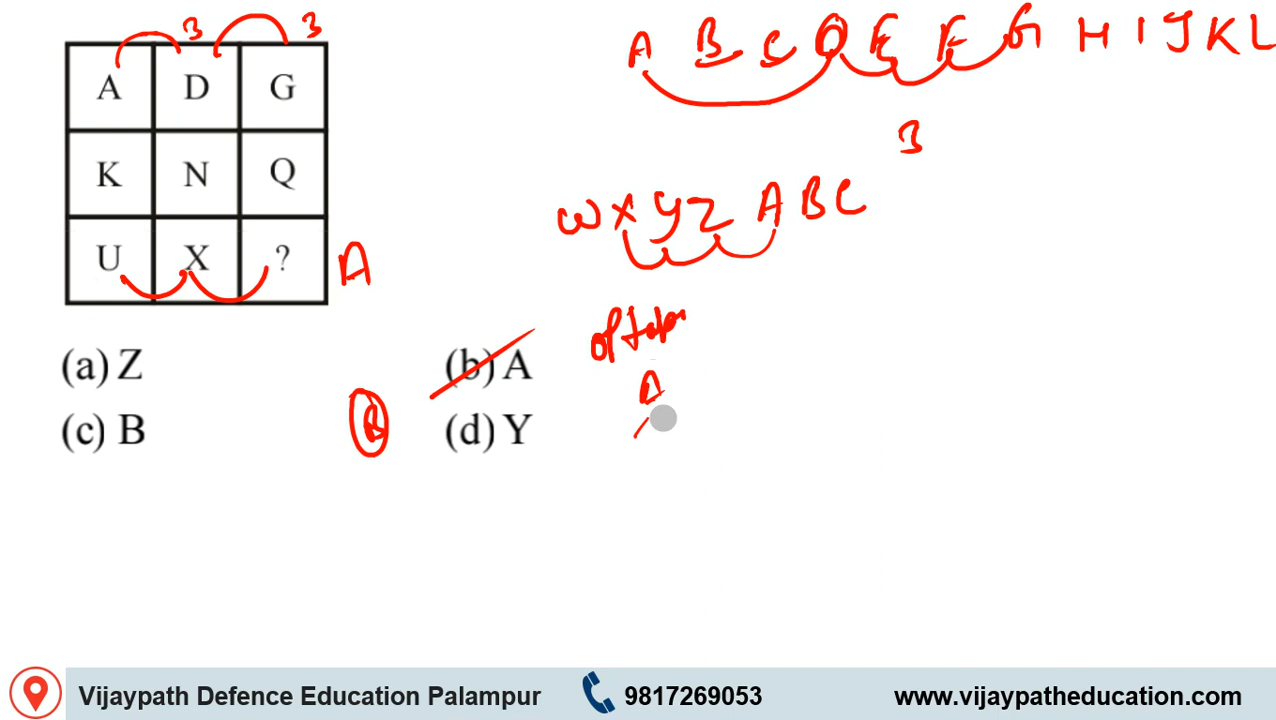 3 3
A B C D E F G H I J K L
A D G
3
K N Q
W X Y Z A B C
U X ? A
(a) Z (b) A
A
(c) B B (d) Y
Vijaypath Defence Education Palampur 9817269053 www.vijaypatheducation.com